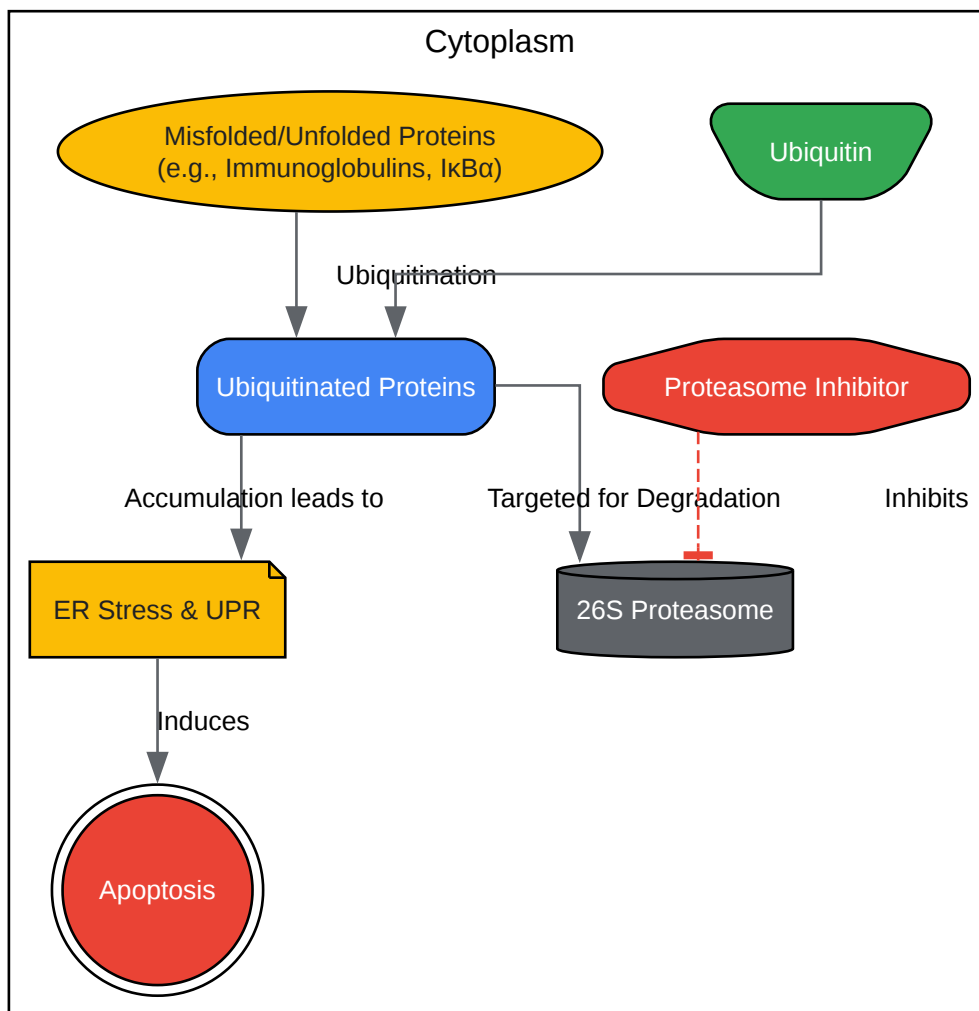 Cytoplasm
Misfolded/Unfolded Proteins
(e.g., Immunoglobulins, IκBα)
Ubiquitin
Ubiquitination
Ubiquitinated Proteins
Proteasome Inhibitor
Accumulation leads to
Targeted for Degradation
Inhibits
ER Stress & UPR
26S Proteasome
Induces
Apoptosis